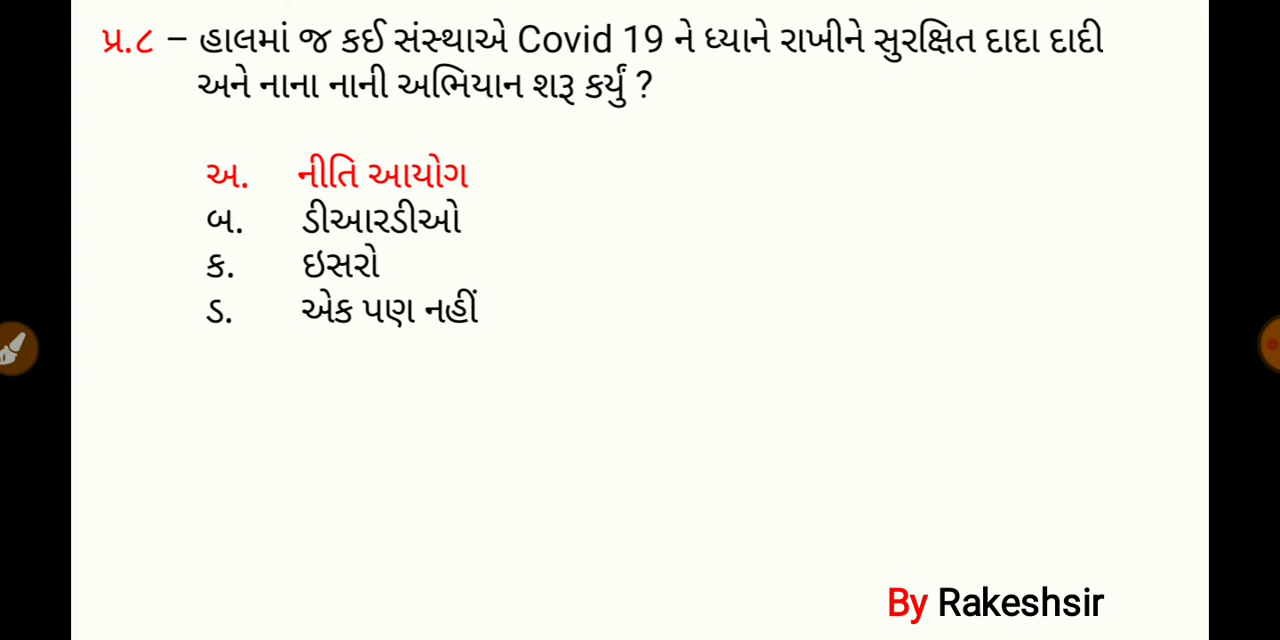 પ્ર.૮ – હાલમાં જ કઈ સંસ્થાએ Covid 19 ને ધ્યાને રાખીને સુરક્ષિત દાદા દાદી
અને નાના નાની અભિયાન શરૂ કર્યું ?
અ. નીતિ આયોગ
બ. ડીઆરડીઓ
ક. ઇસરો
ડ. એક પણ નહીં
By Rakeshsir